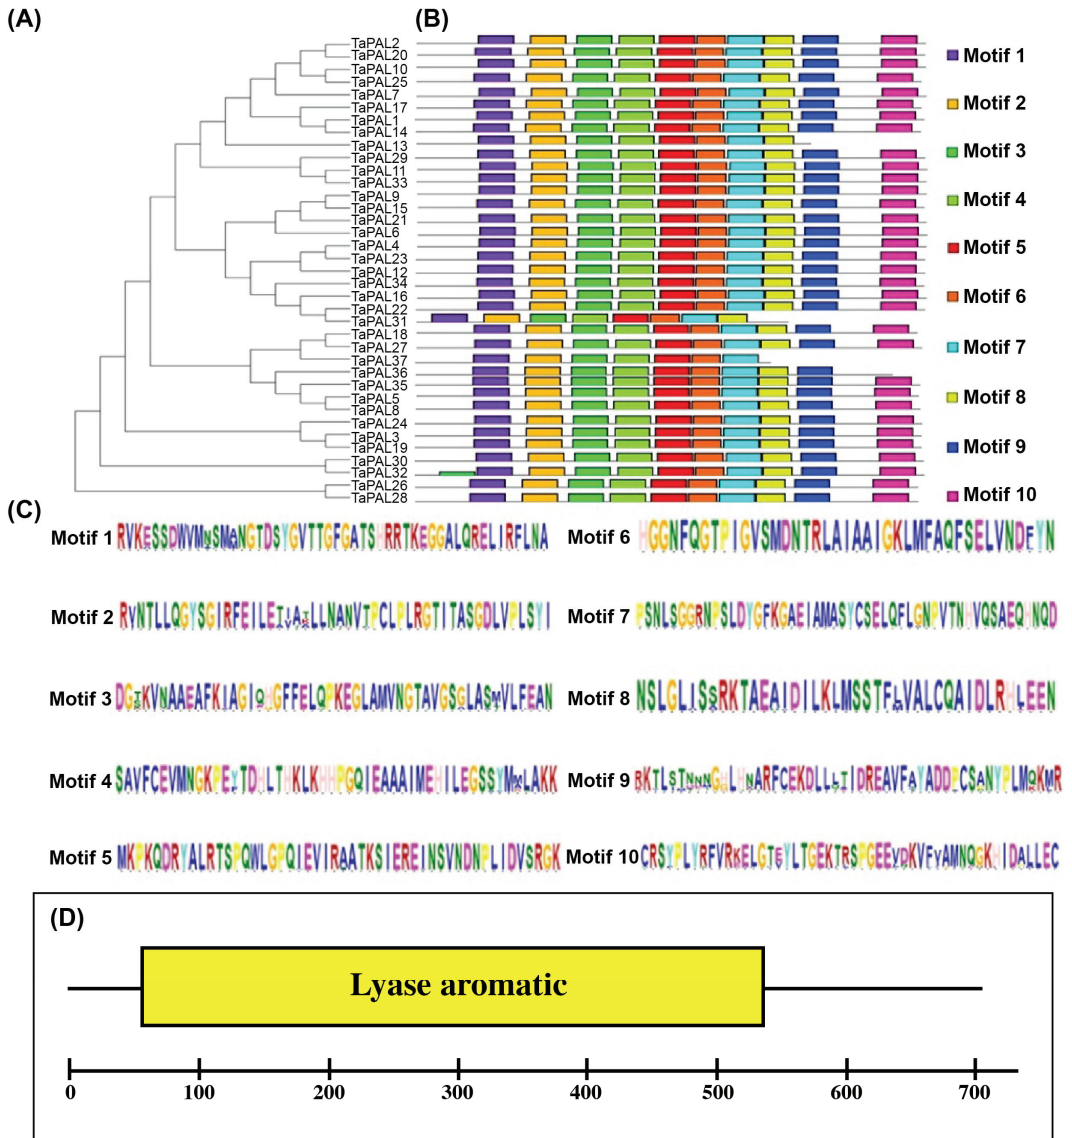 (A)
(B)
TaPAL2
TaPAL20
TaPAL10
TaPAL25
TaPAL7
TaPAL17
TaPAL1
TaPAL14
TaPAL13
TaPAL29
TaPAL11
TaPAL33
TaPAL9
TaPAL15
TaPAL21
TaPAL6
TaPAL4
TaPAL23
TaPAL12
TaPAL34
TaPAL16
TaPAL22
TaPAL31
TaPAL18
TaPAL27
TaPAL37
TaPAL36
TaPAL35
TaPAL5
TaPAL8
TaPAL24
TaPAL3
TaPAL19
TaPAL30
TaPAL32
TaPAL26
TaPAL28
Motif 1
Motif 2
Motif 3
Motif 4
Motif 5
Motif 6
Motif 7
Motif 8
Motif 9
Motif 10
(C)
Motif 1
Motif 2
Motif 3
Motif 4
Motif 5 MKPKQDRYALRTSPQWLGPQIEVIRAATKSIEREINSVNDNPLIDVSRGK
Motif 6 HGGNFQGTPIGVSMDNTRLAIAAIGKLMFAQFSELVNDFYN
Motif 7 PSNLSGGRNPSLDYGFKGAEIAMASYCSELQFLGNPVTNHVQSAEQHNQD
Motif 8
Motif 9
Motif 10
(D)
Lyase aromatic
0 100 200 300 400 500 600 700